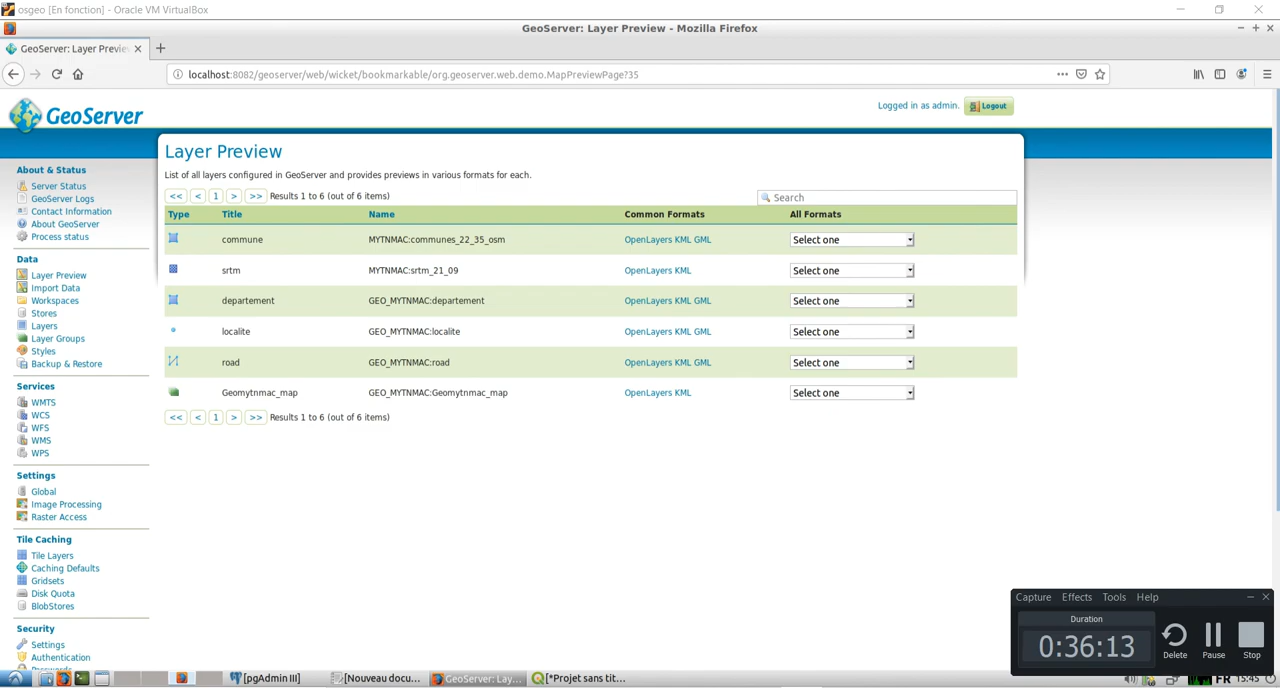 osgeo [En fonction] - Oracle VM VirtualBox
GeoServer: Layer Preview - Mozilla Firefox
GeoServer: Layer Previe
localhost:8082/geoserver/web/wicket/bookmarkable/org.geoserver.web.demo.MapPreviewPage?35
GeoServer
Logged in as admin. Logout
About & Status
Server Status
GeoServer Logs
Contact Information
About GeoServer
Process status
Data
Layer Preview
Import Data
Workspaces
Stores
Layers
Layer Groups
Styles
Backup & Restore
Services
WMTS
WCS
WFS
WMS
WPS
Settings
Global
Image Processing
Raster Access
Tile Caching
Tile Layers
Caching Defaults
Gridsets
Disk Quota
BlobStores
Security
Settings
Authentication
Layer Preview
List of all layers configured in GeoServer and provides previews in various formats for each.
<< < 1 > >> Results 1 to 6 (out of 6 items) Search
Type Title Name Common Formats All Formats
commune MYTNMAC:communes_22_35_osm OpenLayers KML GML Select one
srtm MYTNMAC:srtm_21_09 OpenLayers KML Select one
departement GEO_MYTNMAC:departement OpenLayers KML GML Select one
localite GEO_MYTNMAC:localite OpenLayers KML GML Select one
road GEO_MYTNMAC:road OpenLayers KML GML Select one
Geomytnmac_map GEO_MYTNMAC:Geomytnmac_map OpenLayers KML Select one
<< < 1 > >> Results 1 to 6 (out of 6 items)
Capture Effects Tools Help
Duration
0:36:13
Delete Pause Stop
[pgAdmin III] [Nouveau docu... GeoServer: Lay... [*Projet sans tit... FR 15:45